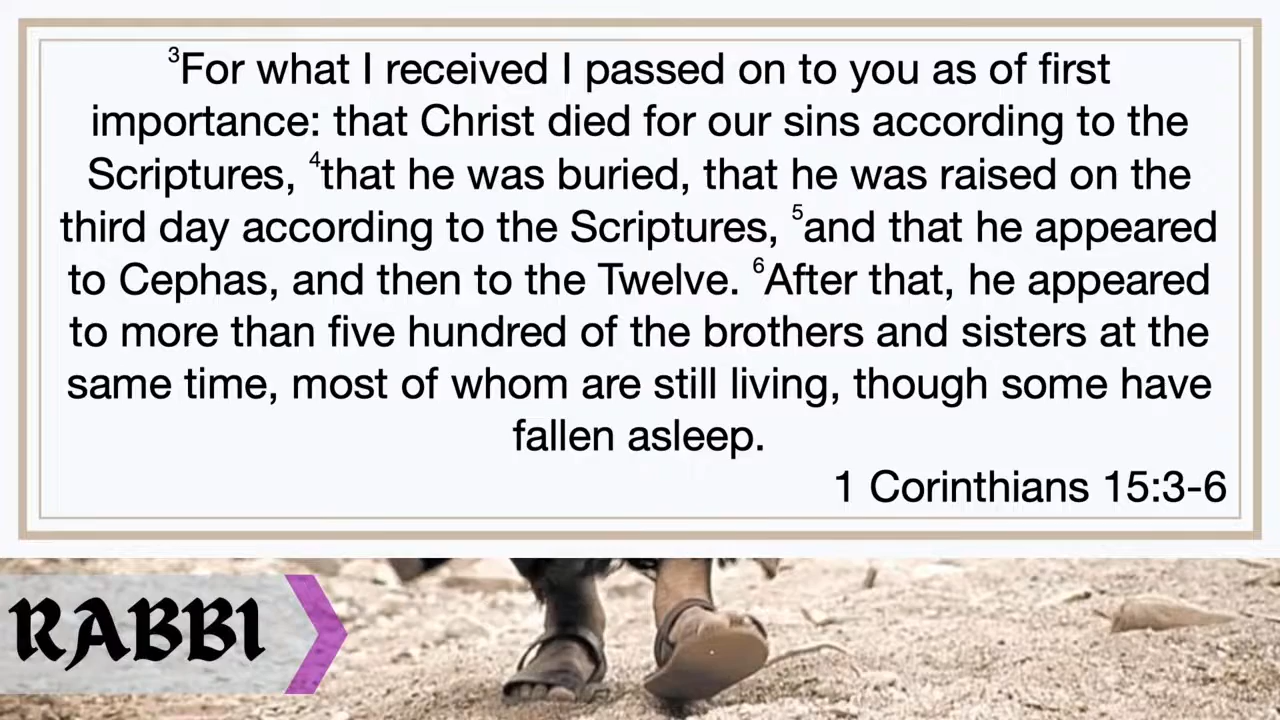 ³For what I received I passed on to you as of first
importance: that Christ died for our sins according to the
Scriptures, ⁴that he was buried, that he was raised on the
third day according to the Scriptures, ⁵and that he appeared
to Cephas, and then to the Twelve. ⁶After that, he appeared
to more than five hundred of the brothers and sisters at the
same time, most of whom are still living, though some have
fallen asleep.
1 Corinthians 15:3-6
RABBI